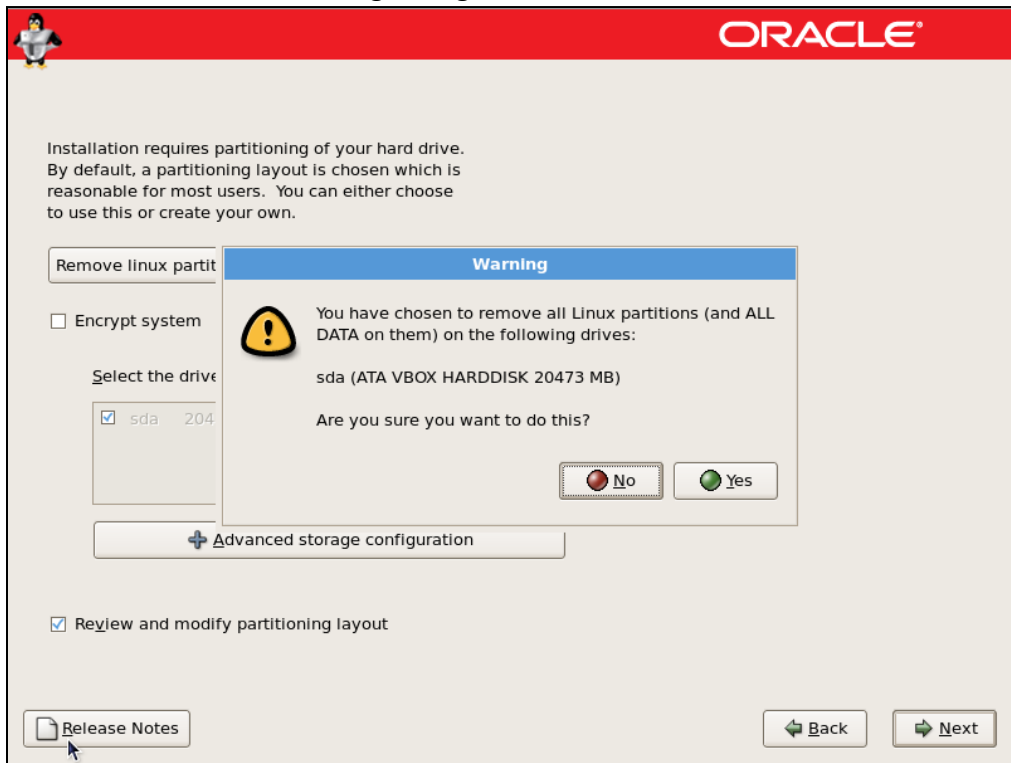 ORACLE®
Installation requires partitioning of your hard drive.
By default, a partitioning layout is chosen which is
reasonable for most users. You can either choose
to use this or create your own.
Remove linux partit
Warning
You have chosen to remove all Linux partitions (and ALL
DATA on them) on the following drives:
sda (ATA VBOX HARDDISK 20473 MB)
Are you sure you want to do this?
No Yes
Encrypt system
Select the drive
sda 204
Advanced storage configuration
Review and modify partitioning layout
Release Notes Back Next